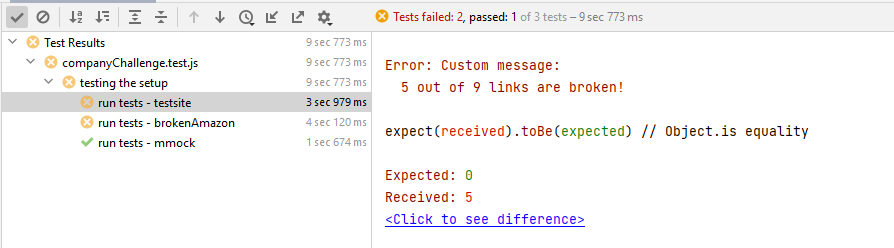 Tests failed: 2, passed: 1 of 3 tests – 9 sec 773 ms
Test Results 9 sec 773 ms
companyChallenge.test.js 9 sec 773 ms
testing the setup 9 sec 773 ms
run tests - testsite 3 sec 979 ms
run tests - brokenAmazon 4 sec 120 ms
run tests - mmock 1 sec 674 ms
Error: Custom message:
5 out of 9 links are broken!
expect(received).toBe(expected) // Object.is equality
Expected: 0
Received: 5
<Click to see difference>